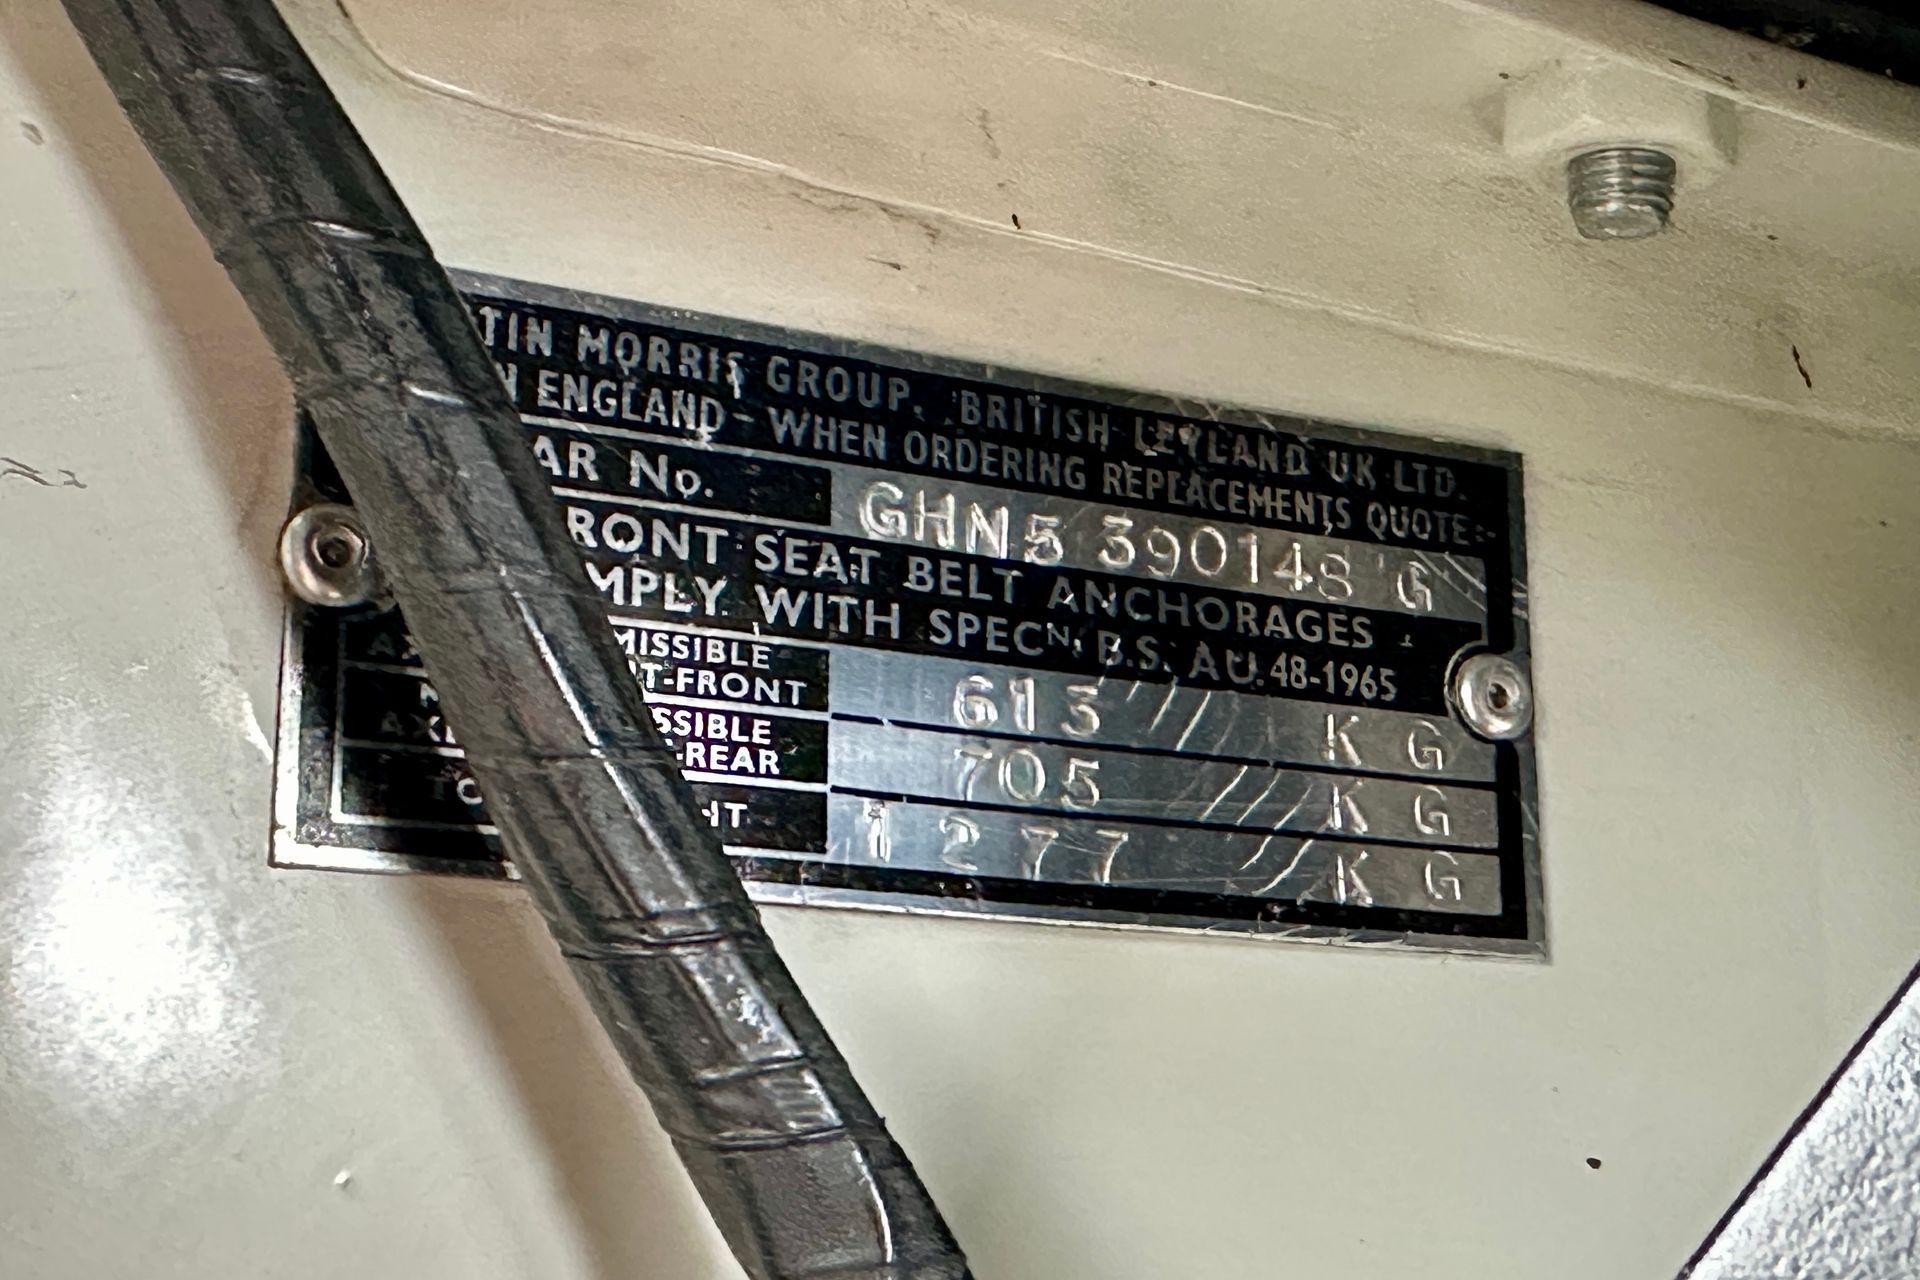 TIN MORRIS GROUP. BRITISH LEYLAND UK LTD.
N ENGLAND - WHEN ORDERING REPLACEMENTS QUOTE:-
AR No. GHN5 390148 G
RONT SEAT BELT ANCHORAGES
MPLY WITH SPECN. B.S. AU. 48-1965
MISSIBLE
T-FRONT 613 KG
SSIBLE
-REAR 705 KG
HT 1277 KG